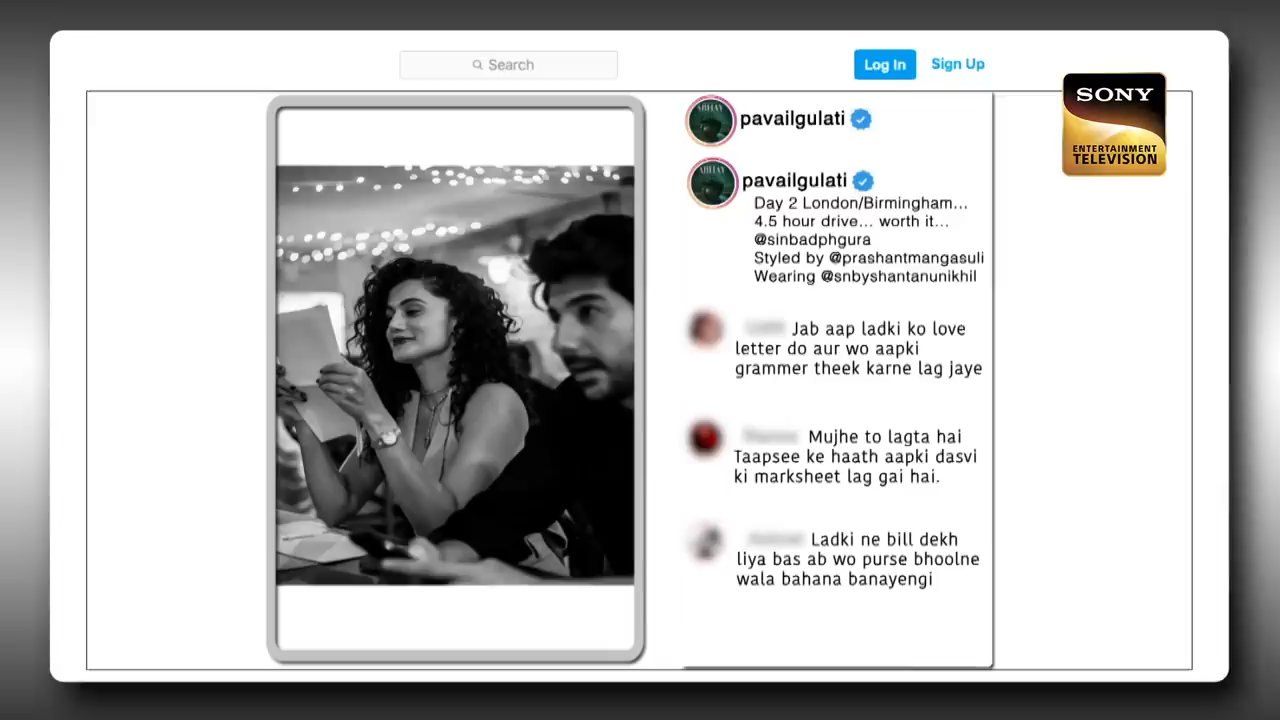 Search
Log In
Sign Up
SONY
ENTERTAINMENT
TELEVISION
pavailgulati
pavailgulati
Day 2 London/Birmingham...
4.5 hour drive... worth it...
@sinbadphgura
Styled by @prashantmangasuli
Wearing @snbyshantanunikhil
Jab aap ladki ko love
letter do aur wo aapki
grammer theek karne lag jaye
Mujhe to lagta hai
Taapsee ke haath aapki dasvi
ki marksheet lag gai hai.
Ladki ne bill dekh
liya bas ab wo purse bhoolne
wala bahana banayengi